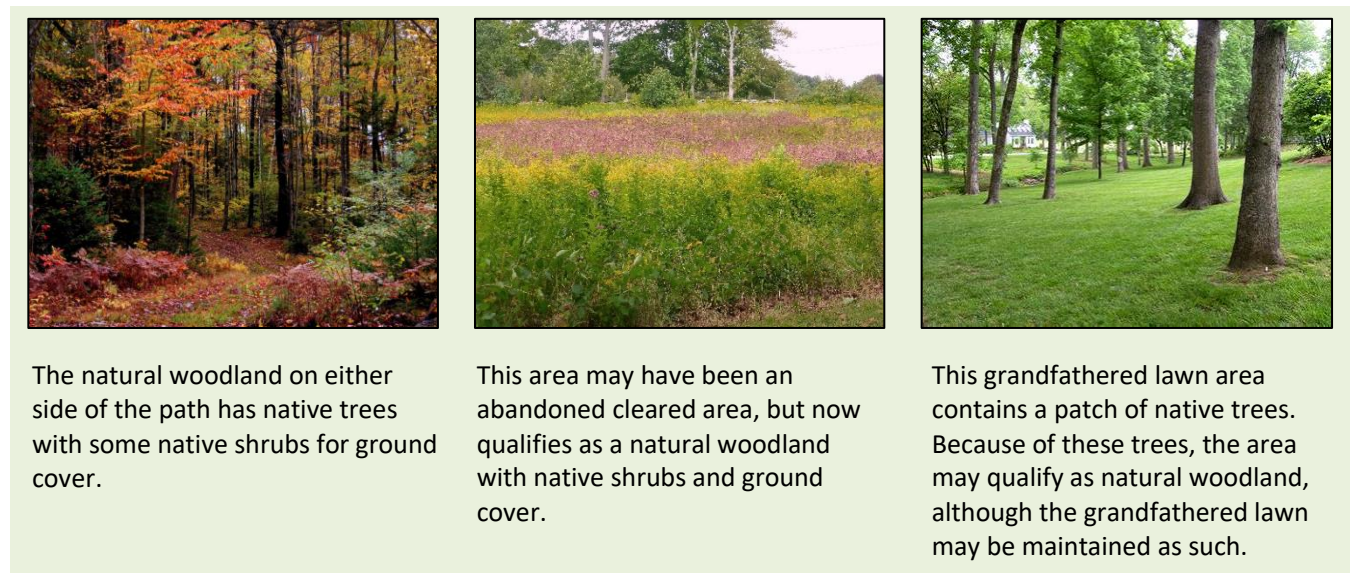 The natural woodland on either
side of the path has native trees
with some native shrubs for ground
cover.
This area may have been an
abandoned cleared area, but now
qualifies as a natural woodland
with native shrubs and ground
cover.
This grandfathered lawn area
contains a patch of native trees.
Because of these trees, the area
may qualify as natural woodland,
although the grandfathered lawn
may be maintained as such.